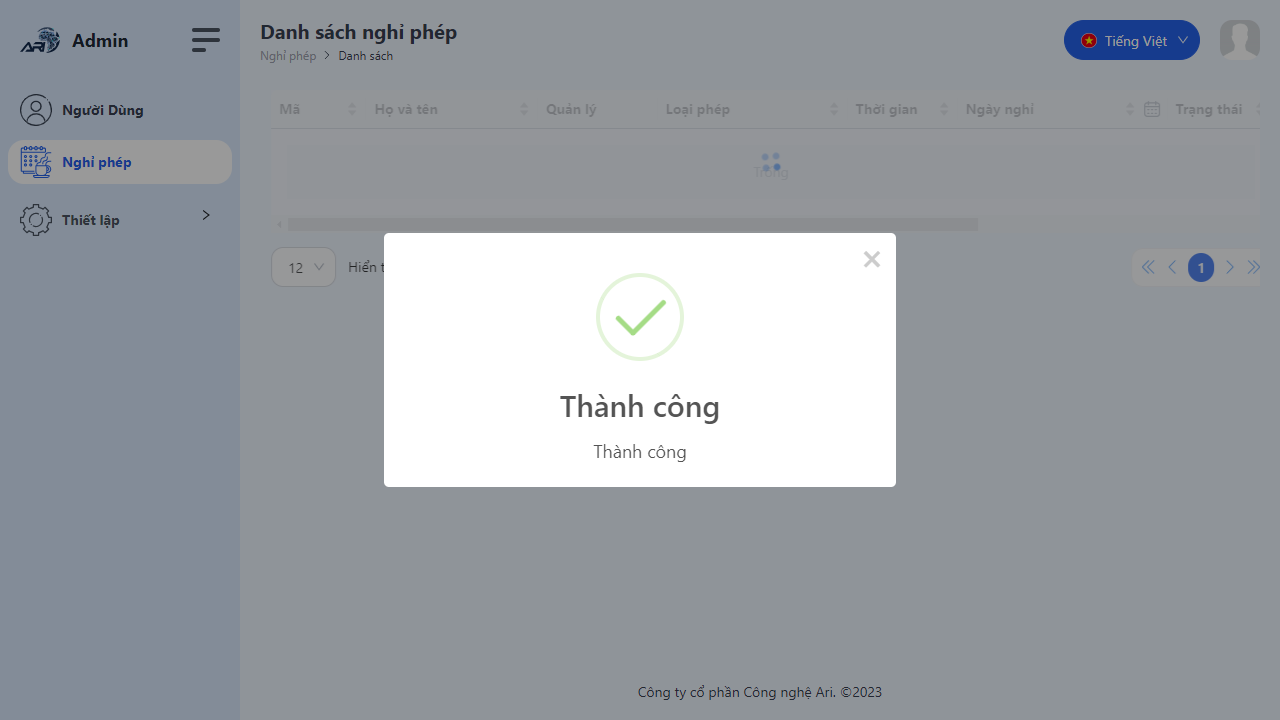 ARI Admin
Danh sách nghỉ phép
Nghỉ phép > Danh sách
Tiếng Việt
Người Dùng
Nghỉ phép
Thiết lập
Mã Họ và tên Quản lý Loại phép Thời gian Ngày nghỉ Trạng thái
Trống
12 Hiển t
1
×
Thành công
Thành công
Công ty cổ phần Công nghệ Ari. ©2023